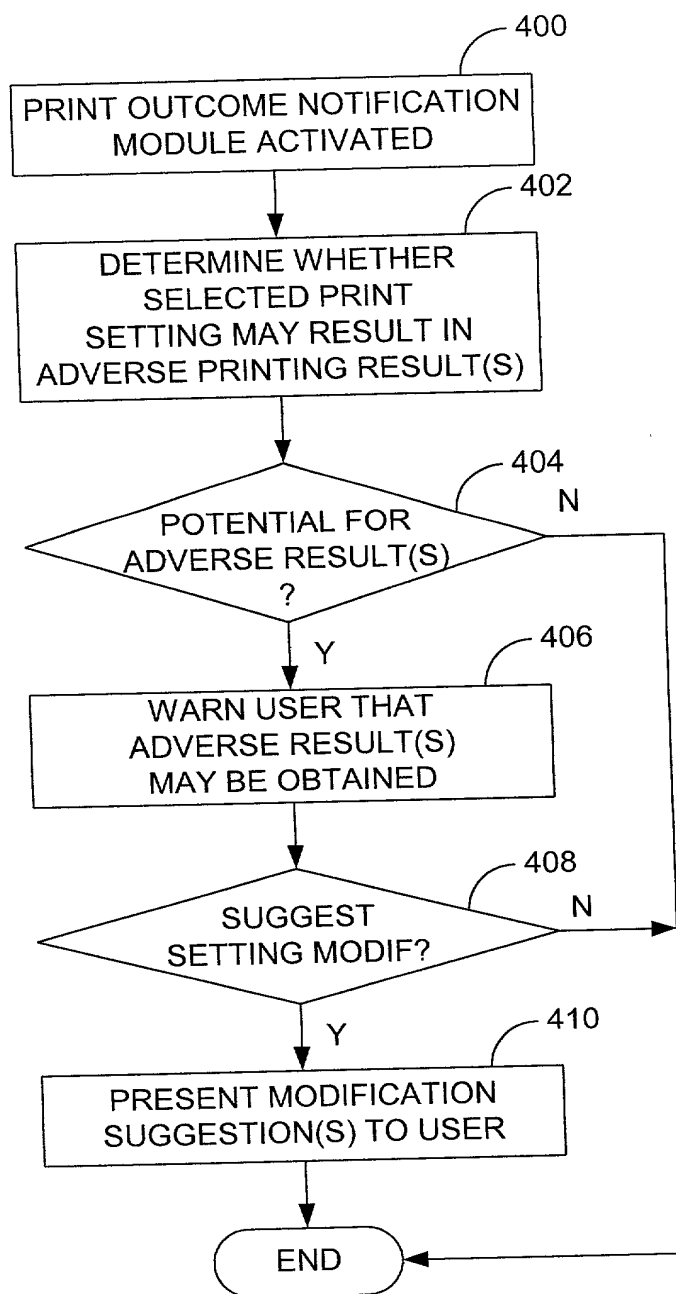 400
PRINT OUTCOME NOTIFICATION
MODULE ACTIVATED
402
DETERMINE WHETHER
SELECTED PRINT
SETTING MAY RESULT IN
ADVERSE PRINTING RESULT(S)
404
N
POTENTIAL FOR
ADVERSE RESULT(S)
?
Y
406
WARN USER THAT
ADVERSE RESULT(S)
MAY BE OBTAINED
408
N
SUGGEST
SETTING MODIF?
Y
410
PRESENT MODIFICATION
SUGGESTION(S) TO USER
END